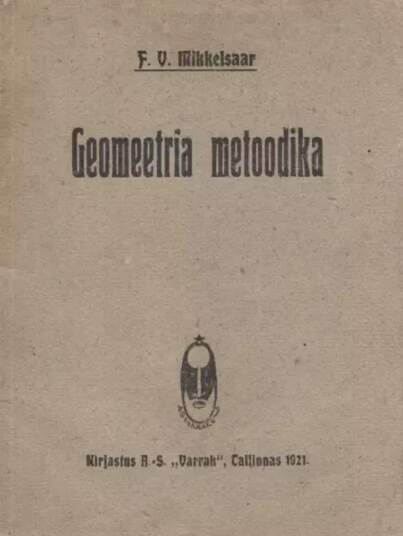 F. V. Mikkelsaar
Geomeetria metoodika
Kirjastus A.-S. „Varrak“, Tallinnas 1921.